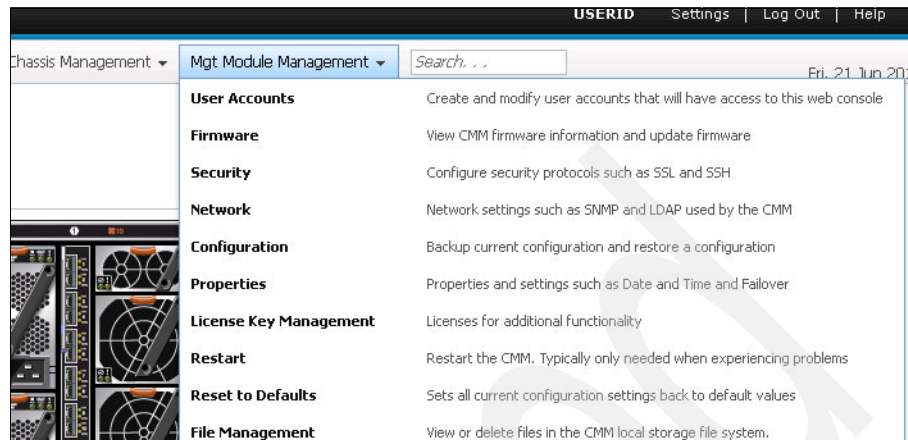 USERID Settings | Log Out | Help
Chassis Management Mgt Module Management Search. . .
Fri, 21 Jun 20
User Accounts Create and modify user accounts that will have access to this web console
Firmware View CMM firmware information and update firmware
Security Configure security protocols such as SSL and SSH
Network Network settings such as SNMP and LDAP used by the CMM
Configuration Backup current configuration and restore a configuration
Properties Properties and settings such as Date and Time and Failover
License Key Management Licenses for additional functionality
Restart Restart the CMM. Typically only needed when experiencing problems
Reset to Defaults Sets all current configuration settings back to default values
File Management View or delete files in the CMM local storage file system.